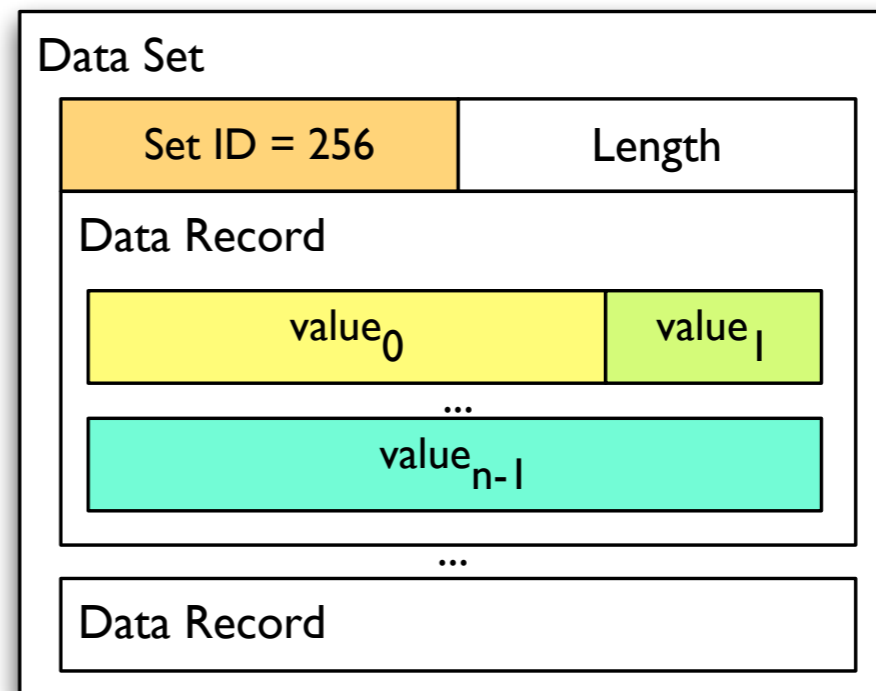 Data Set
Set ID = 256 Length
Data Record
value0 value1
...
valuen-1
...
Data Record